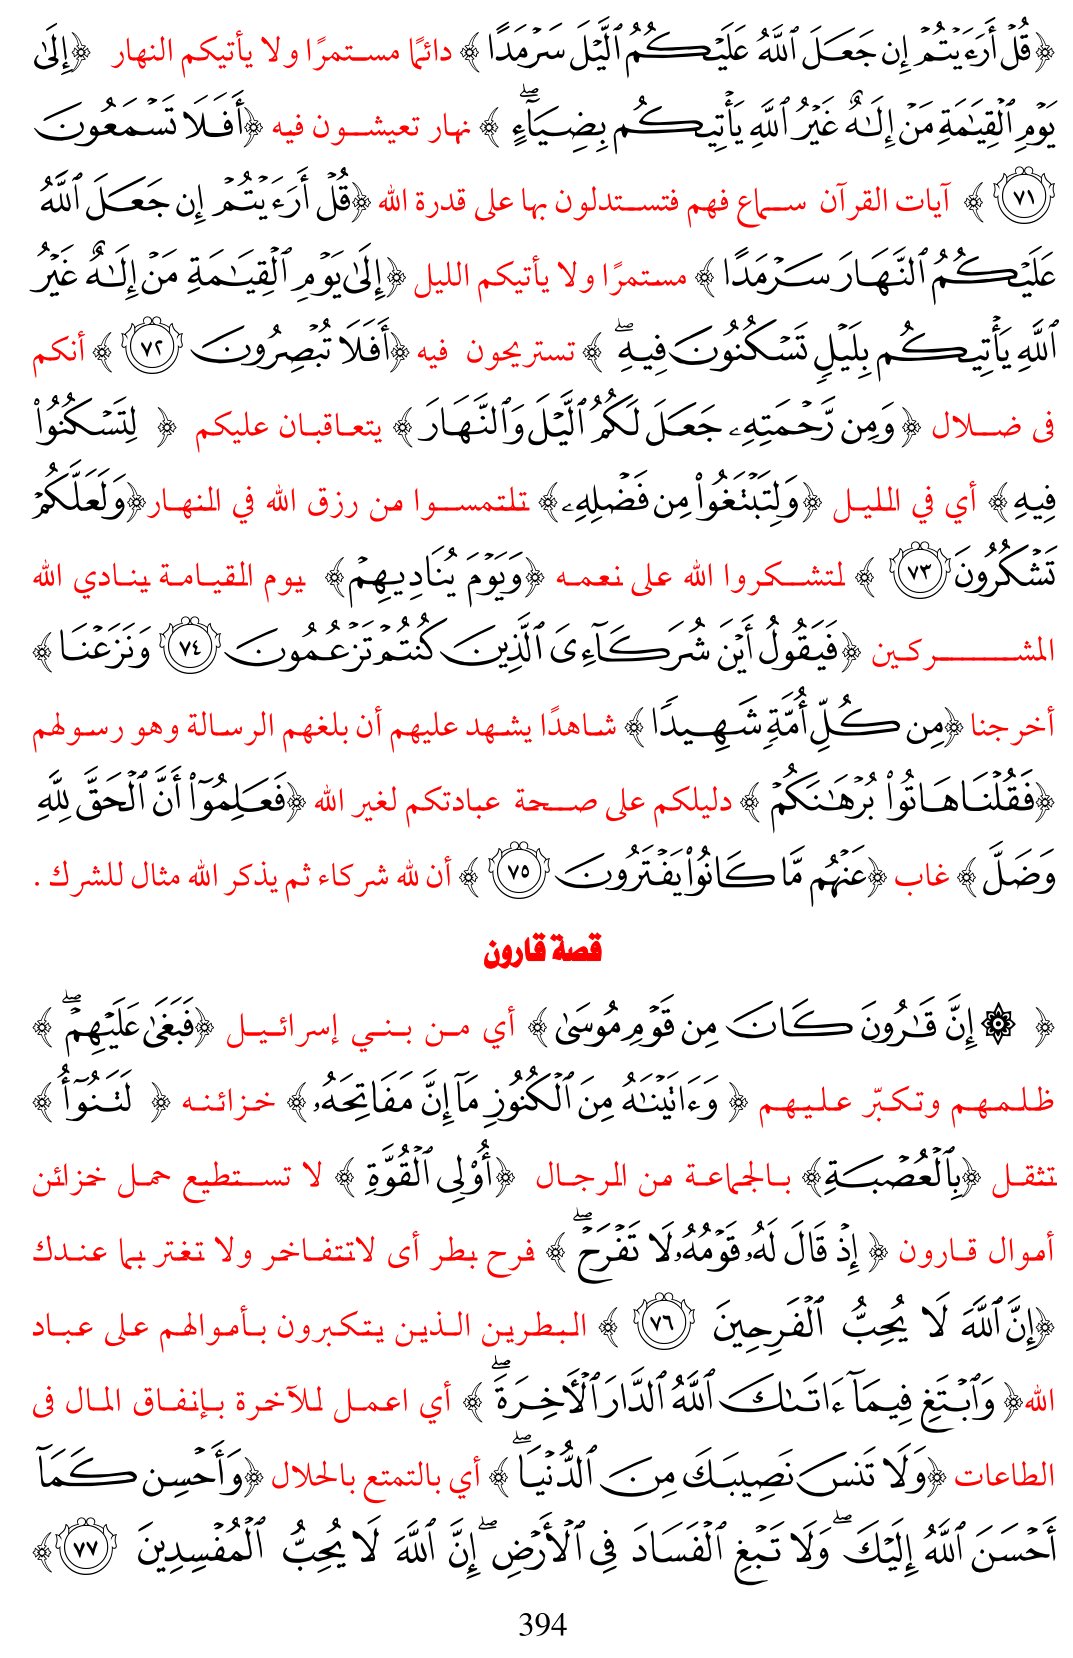 ﴿قُلْ أَرَءَيْتُمْ إِن جَعَلَ ٱللَّهُ عَلَيْكُمُ ٱلَّيْلَ سَرْمَدًا ﴾ دائمًا مستمرًا ولا يأتيكم النهار ﴿إِلَىٰ
يَوْمِ ٱلْقِيَٰمَةِ مَنْ إِلَٰهٌ غَيْرُ ٱللَّهِ يَأْتِيكُم بِضِيَآءٍۖ ﴾ نهار تعيشون فيه ﴿أَفَلَا تَسْمَعُونَ
٧١ ﴾ آيات القرآن سماع فهم فتستدلون بها على قدرة الله ﴿قُلْ أَرَءَيْتُمْ إِن جَعَلَ ٱللَّهُ
عَلَيْكُمُ ٱلنَّهَارَ سَرْمَدًا ﴾ مستمرًا ولا يأتيكم الليل ﴿إِلَىٰ يَوْمِ ٱلْقِيَٰمَةِ مَنْ إِلَٰهٌ غَيْرُ
ٱللَّهِ يَأْتِيكُم بِلَيْلٍ تَسْكُنُونَ فِيهِۖ ﴾ تستريحون فيه ﴿أَفَلَا تُبْصِرُونَ ٧٢ ﴾ أنكم
فى ضلال ﴿وَمِن رَّحْمَتِهِۦ جَعَلَ لَكُمُ ٱلَّيْلَ وَٱلنَّهَارَ ﴾ يتعاقبان عليكم ﴿ لِتَسْكُنُوا۟
فِيهِ ﴾ أي في الليل ﴿وَلِتَبْتَغُوا۟ مِن فَضْلِهِۦ﴾ تلتمسوا من رزق الله في النهار﴿وَلَعَلَّكُمْ
تَشْكُرُونَ ٧٣ ﴾ لتشكروا الله على نعمه ﴿وَيَوْمَ يُنَادِيهِمْ ﴾ يوم القيامة ينادي الله
المشركين ﴿فَيَقُولُ أَيْنَ شُرَكَآءِىَ ٱلَّذِينَ كُنتُمْ تَزْعُمُونَ ٧٤ وَنَزَعْنَا ﴾
أخرجنا ﴿مِن كُلِّ أُمَّةٍ شَهِيدًا ﴾ شاهدًا يشهد عليهم أن بلغهم الرسالة وهو رسولهم
﴿فَقُلْنَا هَاتُوا۟ بُرْهَٰنَكُمْ ﴾ دليلكم على صحة عبادتكم لغير الله ﴿فَعَلِمُوٓا۟ أَنَّ ٱلْحَقَّ لِلَّهِ
وَضَلَّ ﴾ غاب ﴿عَنْهُم مَّا كَانُوا۟ يَفْتَرُونَ ٧٥ ﴾ أن لله شركاء ثم يذكر الله مثال للشرك .
قصة قارون
﴿ ۞ إِنَّ قَٰرُونَ كَانَ مِن قَوْمِ مُوسَىٰ ﴾ أي من بني إسرائيل ﴿فَبَغَىٰ عَلَيْهِمْۖ ﴾
ظلمهم وتكبّر عليهم ﴿ وَءَاتَيْنَٰهُ مِنَ ٱلْكُنُوزِ مَآ إِنَّ مَفَاتِحَهُۥ ﴾ خزائنه ﴿ لَتَنُوٓأُ ﴾
تثقل ﴿بِٱلْعُصْبَةِ﴾ بالجماعة من الرجال ﴿أُو۟لِى ٱلْقُوَّةِ ﴾ لا تستطيع حمل خزائن
أموال قارون ﴿ إِذْ قَالَ لَهُۥ قَوْمُهُۥ لَا تَفْرَحْۖ ﴾ فرح بطر أى لاتتفاخر ولا تغتر بما عندك
﴿إِنَّ ٱللَّهَ لَا يُحِبُّ ٱلْفَرِحِينَ ٧٦ ﴾ البطرين الذين يتكبرون بأموالهم على عباد
الله﴿ وَٱبْتَغِ فِيمَآ ءَاتَىٰكَ ٱللَّهُ ٱلدَّارَ ٱلْأَخِرَةَۖ ﴾ أي اعمل للآخرة بإنفاق المال فى
الطاعات ﴿وَلَا تَنسَ نَصِيبَكَ مِنَ ٱلدُّنْيَاۖ ﴾ أي بالتمتع بالحلال ﴿وَأَحْسِن كَمَآ
أَحْسَنَ ٱللَّهُ إِلَيْكَۖ وَلَا تَبْغِ ٱلْفَسَادَ فِى ٱلْأَرْضِۖ إِنَّ ٱللَّهَ لَا يُحِبُّ ٱلْمُفْسِدِينَ ٧٧ ﴾
394